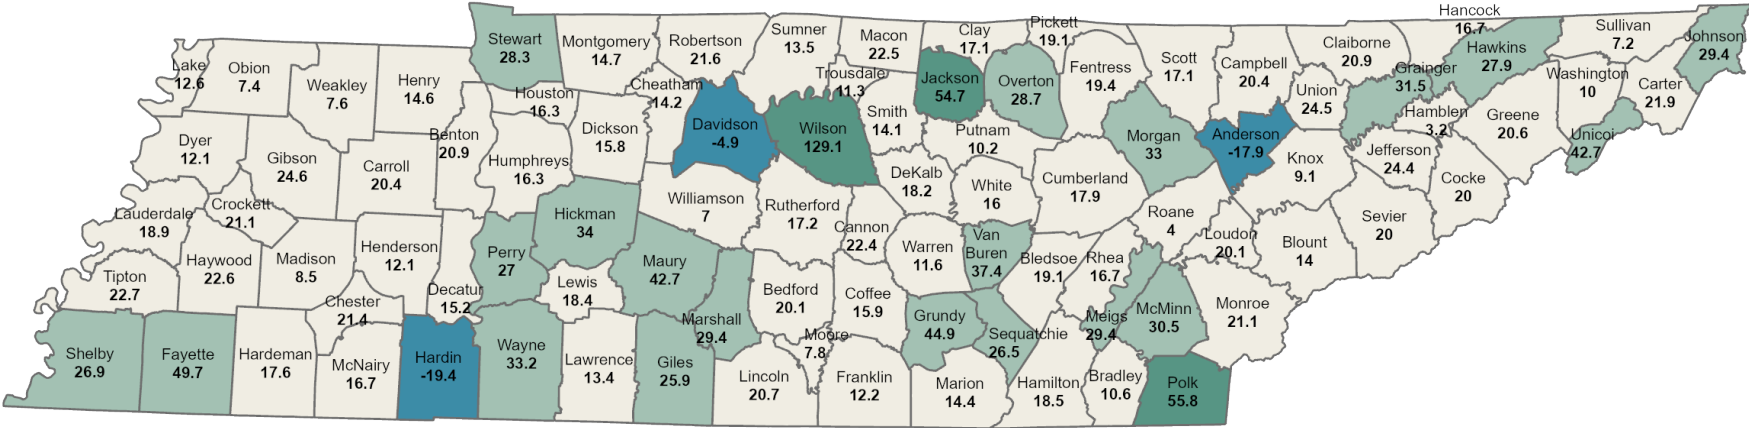 Lake
12.6
Obion
7.4
Weakley
7.6
Henry
14.6
Stewart
28.3
Montgomery
14.7
Robertson
21.6
Sumner
13.5
Macon
22.5
Clay
17.1
Pickett
19.1
Scott
17.1
Campbell
20.4
Claiborne
20.9
Hancock
16.7
Hawkins
27.9
Sullivan
7.2
Johnson
29.4
Houston
16.3
Cheatham
14.2
Trousdale
11.3
Jackson
54.7
Overton
28.7
Fentress
19.4
Union
24.5
Grainger
31.5
Hamblen
3.2
Washington
10
Carter
21.9
Greene
20.6
Unicoi
42.7
Dyer
12.1
Gibson
24.6
Carroll
20.4
Benton
20.9
Humphreys
16.3
Dickson
15.8
Davidson
-4.9
Wilson
129.1
Smith
14.1
Putnam
10.2
Morgan
33
Anderson
-17.9
Knox
9.1
Jefferson
24.4
Cocke
20
Lauderdale
18.9
Crockett
21.1
Hickman
34
Williamson
7
Rutherford
17.2
Cannon
22.4
DeKalb
18.2
White
16
Cumberland
17.9
Roane
4
Loudon
20.1
Blount
14
Sevier
20
Tipton
22.7
Haywood
22.6
Madison
8.5
Henderson
12.1
Decatur
15.2
Perry
27
Lewis
18.4
Maury
42.7
Bedford
20.1
Coffee
15.9
Warren
11.6
Van
Buren
37.4
Bledsoe
19.1
Rhea
16.7
Meigs
29.4
McMinn
30.5
Monroe
21.1
Chester
21.4
Marshall
29.4
Moore
7.8
Grundy
44.9
Sequatchie
26.5
Shelby
26.9
Fayette
49.7
Hardeman
17.6
McNairy
16.7
Hardin
-19.4
Wayne
33.2
Lawrence
13.4
Giles
25.9
Lincoln
20.7
Franklin
12.2
Marion
14.4
Hamilton
18.5
Bradley
10.6
Polk
55.8